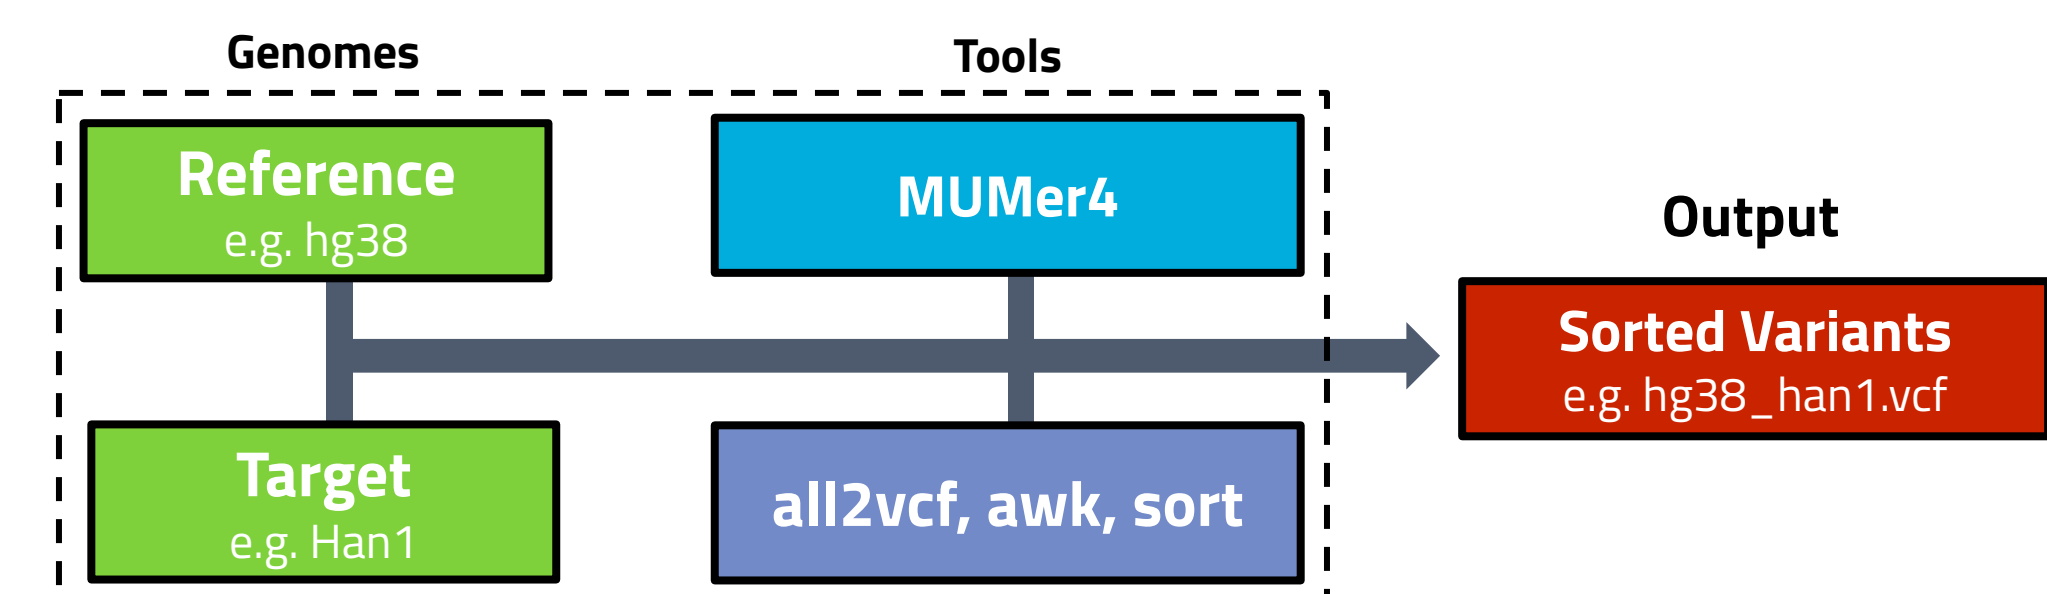 Genomes
Tools
Reference
e.g. hg38
MUMer4
Output
Sorted Variants
e.g. hg38_han1.vcf
Target
e.g. Han1
all2vcf, awk, sort